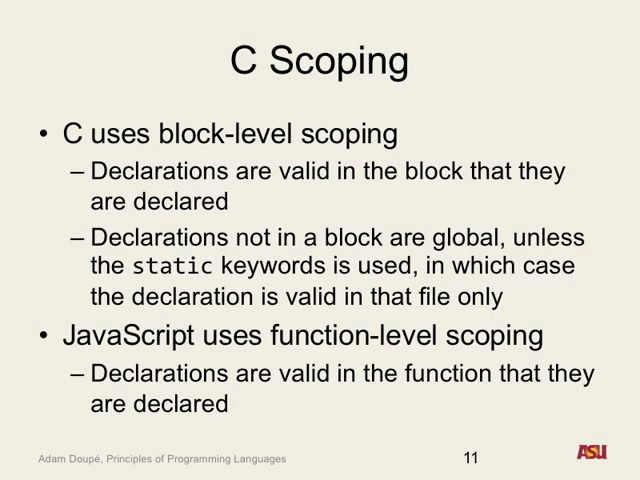 C Scoping
• C uses block-level scoping
– Declarations are valid in the block that they
are declared
– Declarations not in a block are global, unless
the static keywords is used, in which case
the declaration is valid in that file only
• JavaScript uses function-level scoping
– Declarations are valid in the function that they
are declared
Adam Doupé, Principles of Programming Languages
11
ASU